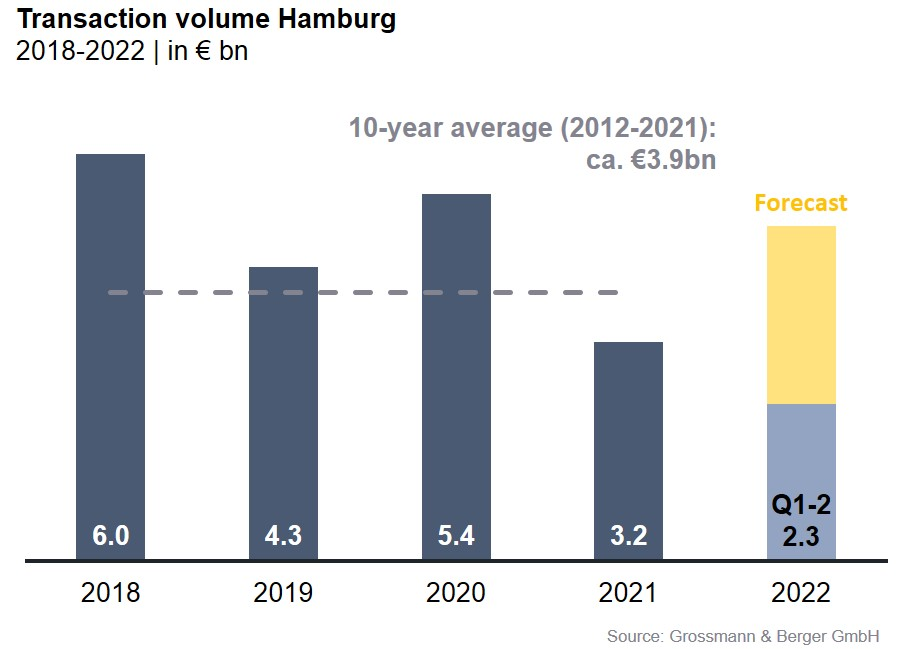 Transaction volume Hamburg
2018-2022 | in € bn
10-year average (2012-2021):
ca. €3.9bn
Forecast
Q1-2
6.0 4.3 5.4 3.2 2.3
2018 2019 2020 2021 2022
Source: Grossmann & Berger GmbH